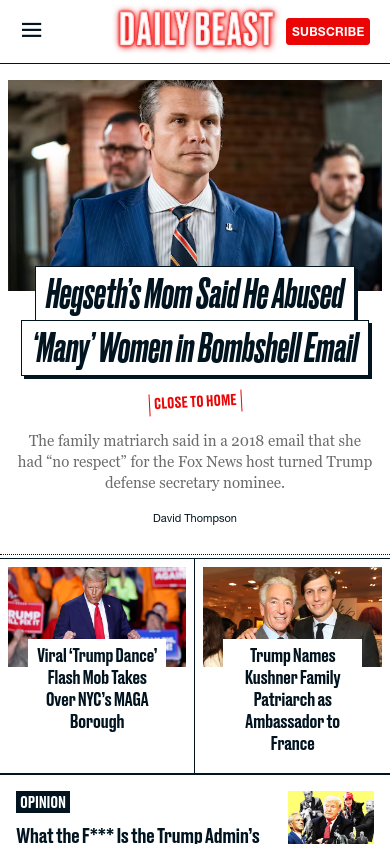 DAILY BEAST
SUBSCRIBE
Hegseth's Mom Said He Abused
'Many' Women in Bombshell Email
CLOSE TO HOME
The family matriarch said in a 2018 email that she
had “no respect” for the Fox News host turned Trump
defense secretary nominee.
David Thompson
Viral ‘Trump Dance’
Flash Mob Takes
Over NYC’s MAGA
Borough
Trump Names
Kushner Family
Patriarch as
Ambassador to
France
OPINION
What the F*** Is the Trump Admin’s